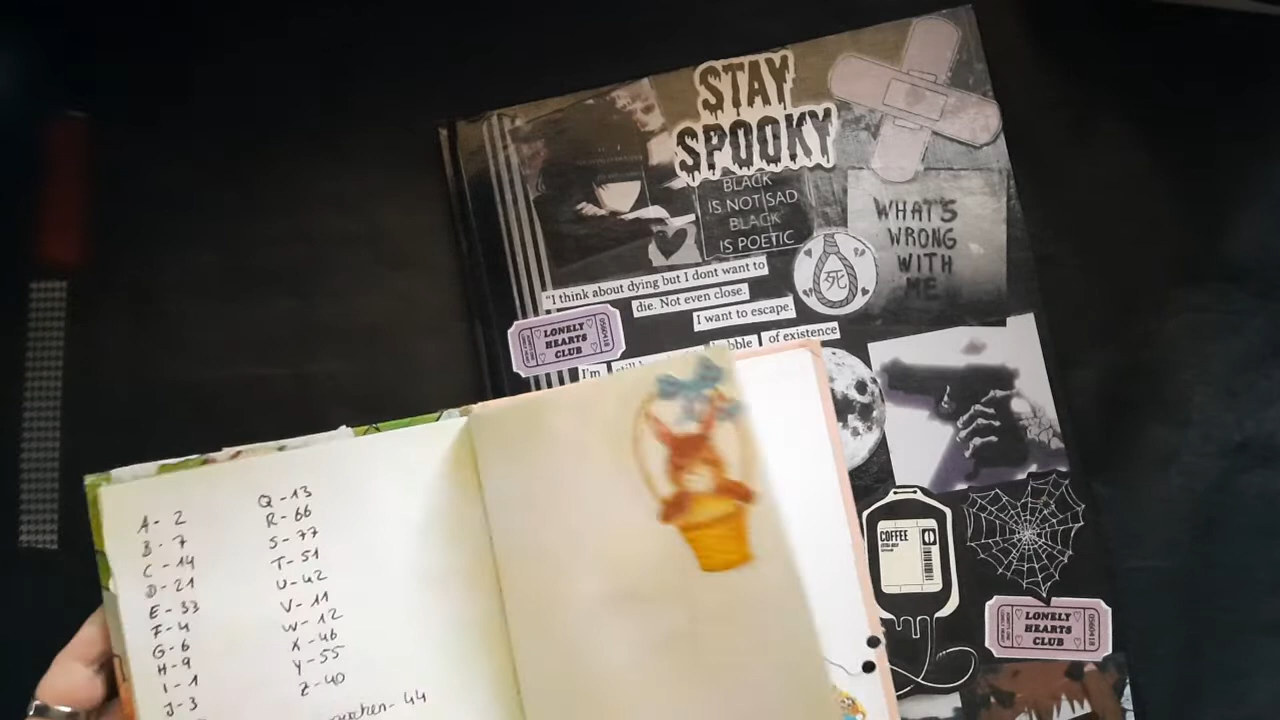 STAY
SPOOKY
BLACK
IS NOT SAD
BLACK
IS POETIC
WHAT'S
WRONG
WITH
ME
死
"I think about dying but I dont want to
die. Not even close.
I want to escape.
of existence
I'm
LONELY
HEARTS
CLUB
0560418
COFFEE
LONELY
HEARTS
CLUB
0560418
A - 2
B - 7
C - 14
D - 21
E - 33
F - 4
G - 6
H - 9
I - 1
J - 3
Q - 13
R - 66
S - 77
T - 51
U - 42
V - 11
W - 12
X - 46
Y - 55
Z - 40
- 44